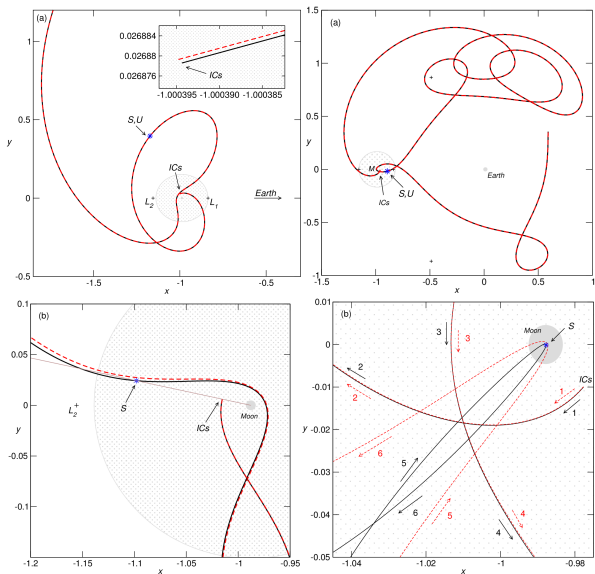 (a)
1
0.5
0
-0.5
y
-1.5
-1
-0.5
x
0.026884
0.02688
0.026876
-1.000395
-1.000390
-1.000385
ICs
S,U
ICs
L2
L1
Earth
(a)
1.5
1
0.5
0
-0.5
-1
y
-1.5
-1
-0.5
0
0.5
1
x
M
ICs
S,U
Earth
(b)
0.1
0.05
0
-0.05
-0.1
y
-1.2
-1.15
-1.1
-1.05
-1
-0.95
x
L2
S
ICs
Moon
(b)
0.01
0
-0.01
-0.02
-0.03
-0.04
-0.05
y
-1.04
-1.02
-1
-0.98
x
Moon
S
ICs
3
3
2
2
1
1
6
5
6
5
4
4